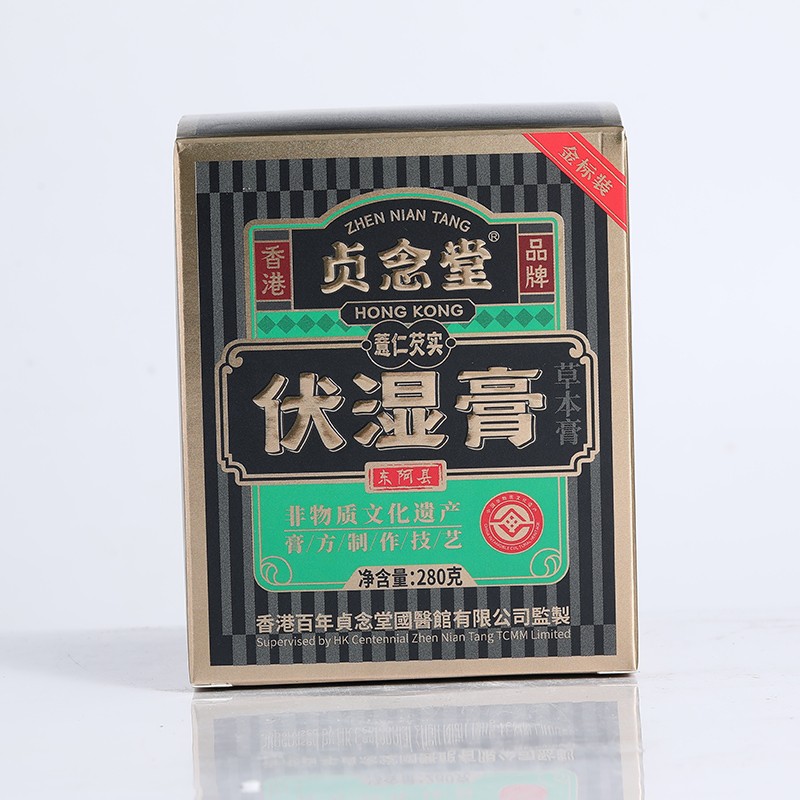 金标装
ZHEN NIAN TANG
香港
贞念堂®
品牌
HONG KONG
薏仁芡实
伏湿膏
草本膏
东阿县
非物质文化遗产
膏/方/制/作/技/艺
净含量:280克
香港百年貞念堂國醫館有限公司監製
Supervised by HK Centennial Zhen Nian Tang TCMM Limited